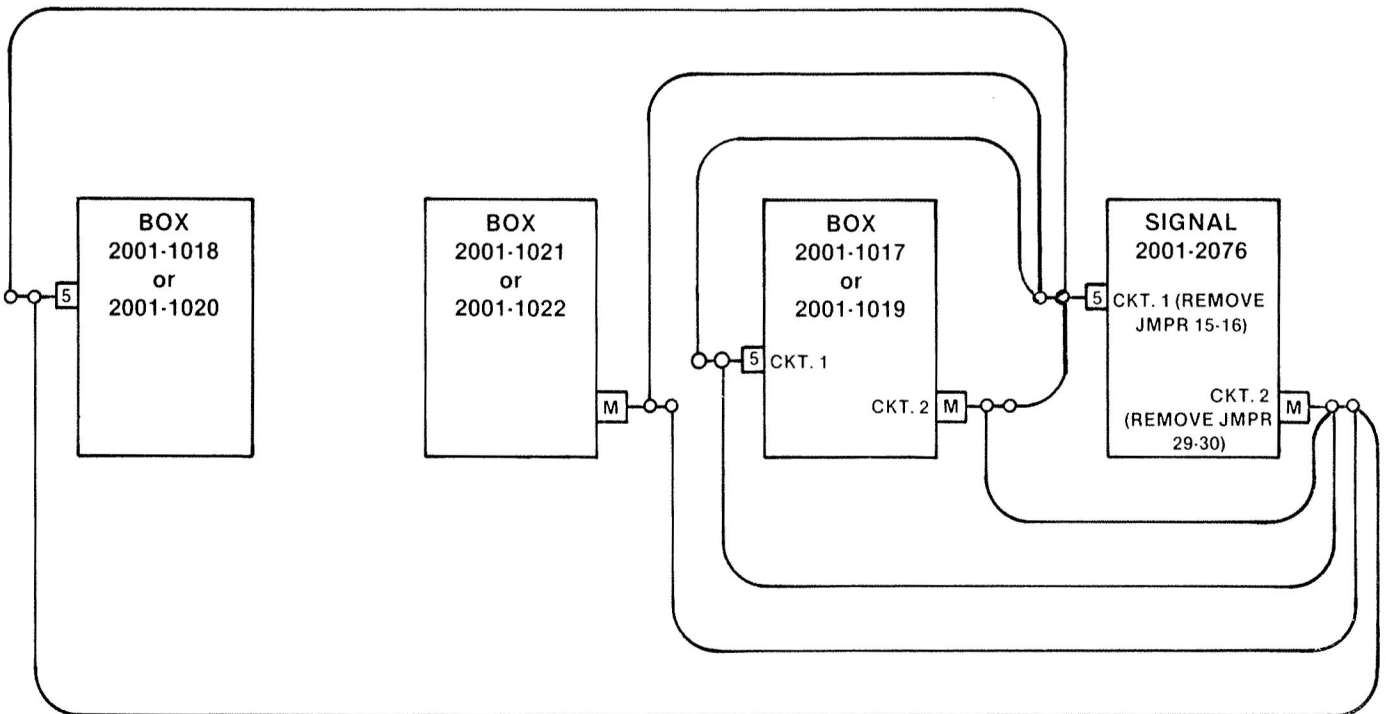 BOX
2001-1018
or
2001-1020
5
BOX
2001-1021
or
2001-1022
M
BOX
2001-1017
or
2001-1019
5 CKT. 1
CKT. 2 M
SIGNAL
2001-2076
5 CKT. 1 (REMOVE
JMPR 15-16)
CKT. 2 M
(REMOVE JMPR
29-30)